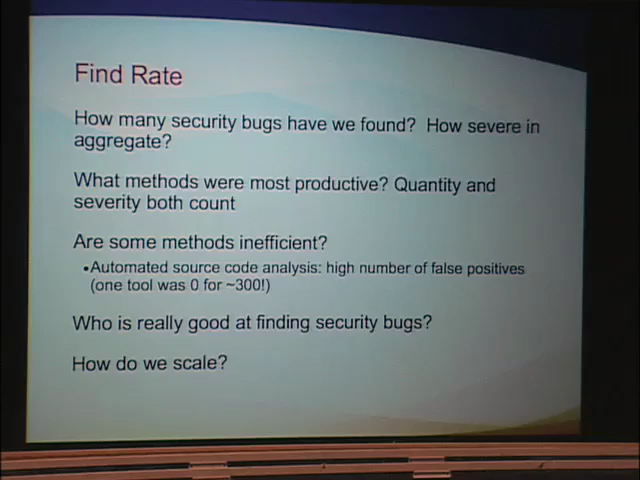 Find Rate
How many security bugs have we found? How severe in
aggregate?
What methods were most productive? Quantity and
severity both count
Are some methods inefficient?
•Automated source code analysis: high number of false positives
(one tool was 0 for ~300!)
Who is really good at finding security bugs?
How do we scale?